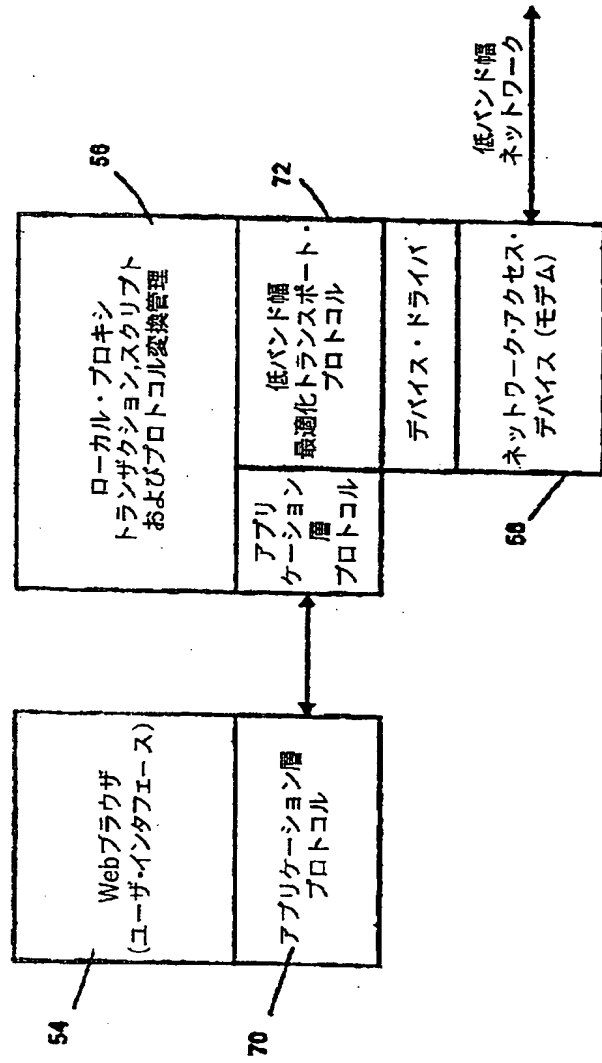 54
Webブラウザ
(ユーザ・インタフェース)
70
アプリケーション層
プロトコル
56
ローカル・プロキシ
トランザクション,スクリプト
およびプロトコル変換管理
アプリ
ケーション
層
プロトコル
72
低バンド幅
最適化トランスポート・
プロトコル
デバイス・ドライバ
68
ネットワーク・アクセス・
デバイス (モデム)
低バンド幅
ネットワーク